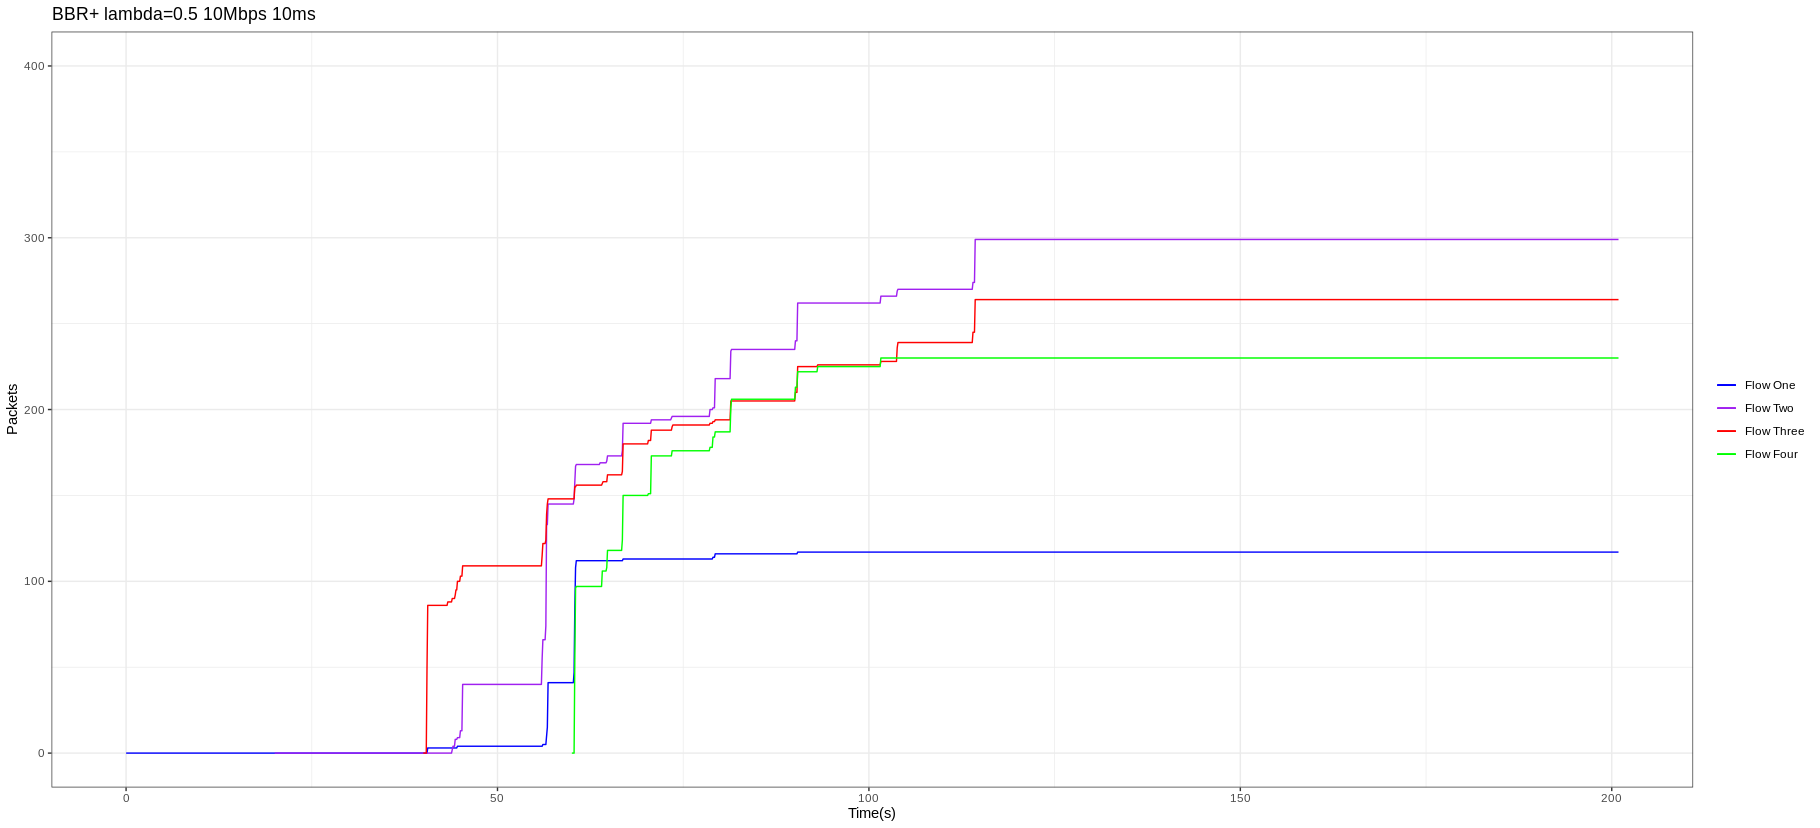 BBR+ lambda=0.5 10Mbps 10ms
400
300
200
100
0
Packets
0
50
100
150
200
Time(s)
Flow One
Flow Two
Flow Three
Flow Four